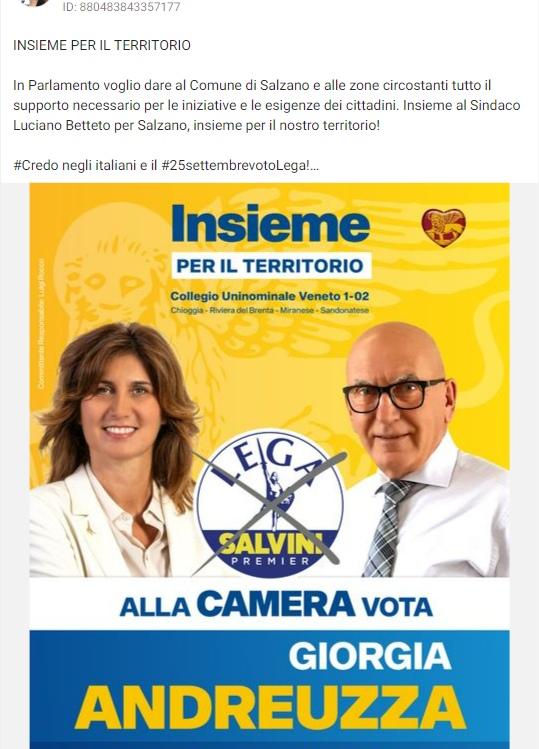 ID: 880483843357177
INSIEME PER IL TERRITORIO
In Parlamento voglio dare al Comune di Salzano e alle zone circostanti tutto il
supporto necessario per le iniziative e le esigenze dei cittadini. Insieme al Sindaco
Luciano Betteto per Salzano, insieme per il nostro territorio!
#Credo negli italiani e il #25settembrevotoLega!...
Insieme
PER IL TERRITORIO
Collegio Uninominale Veneto 1-02
Chioggia - Riviera del Brenta - Miranese - Sandonatese
Committente Responsabile: Luigi Rocco
LEGA
SALVINI
PREMIER
ALLA CAMERA VOTA
GIORGIA
ANDREUZZA